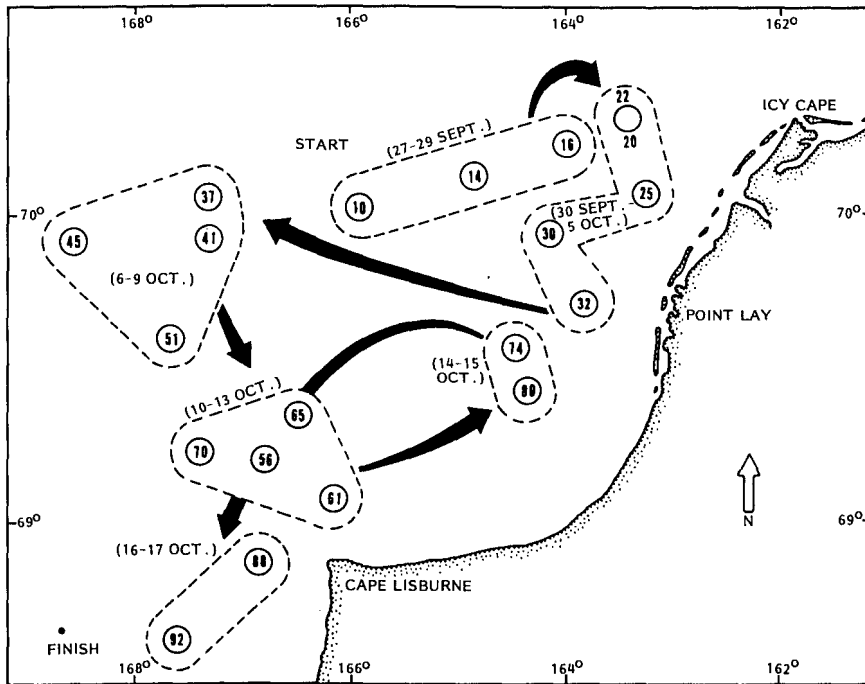 168° 166° 164° 162°
ICY CAPE
22
START
(27-29 SEPT.)
16
20
14
37
25
10
70° 70°
(30 SEPT.
5 OCT.)
30
45
41
(6-9 OCT.)
32
POINT LAY
51
74
(14-15
OCT.)
80
(10-13 OCT.)
65
70
56
61
69° 69°
N
(16-17 OCT.)
88
CAPE LISBURNE
92
FINISH
168° 166° 164° 162°